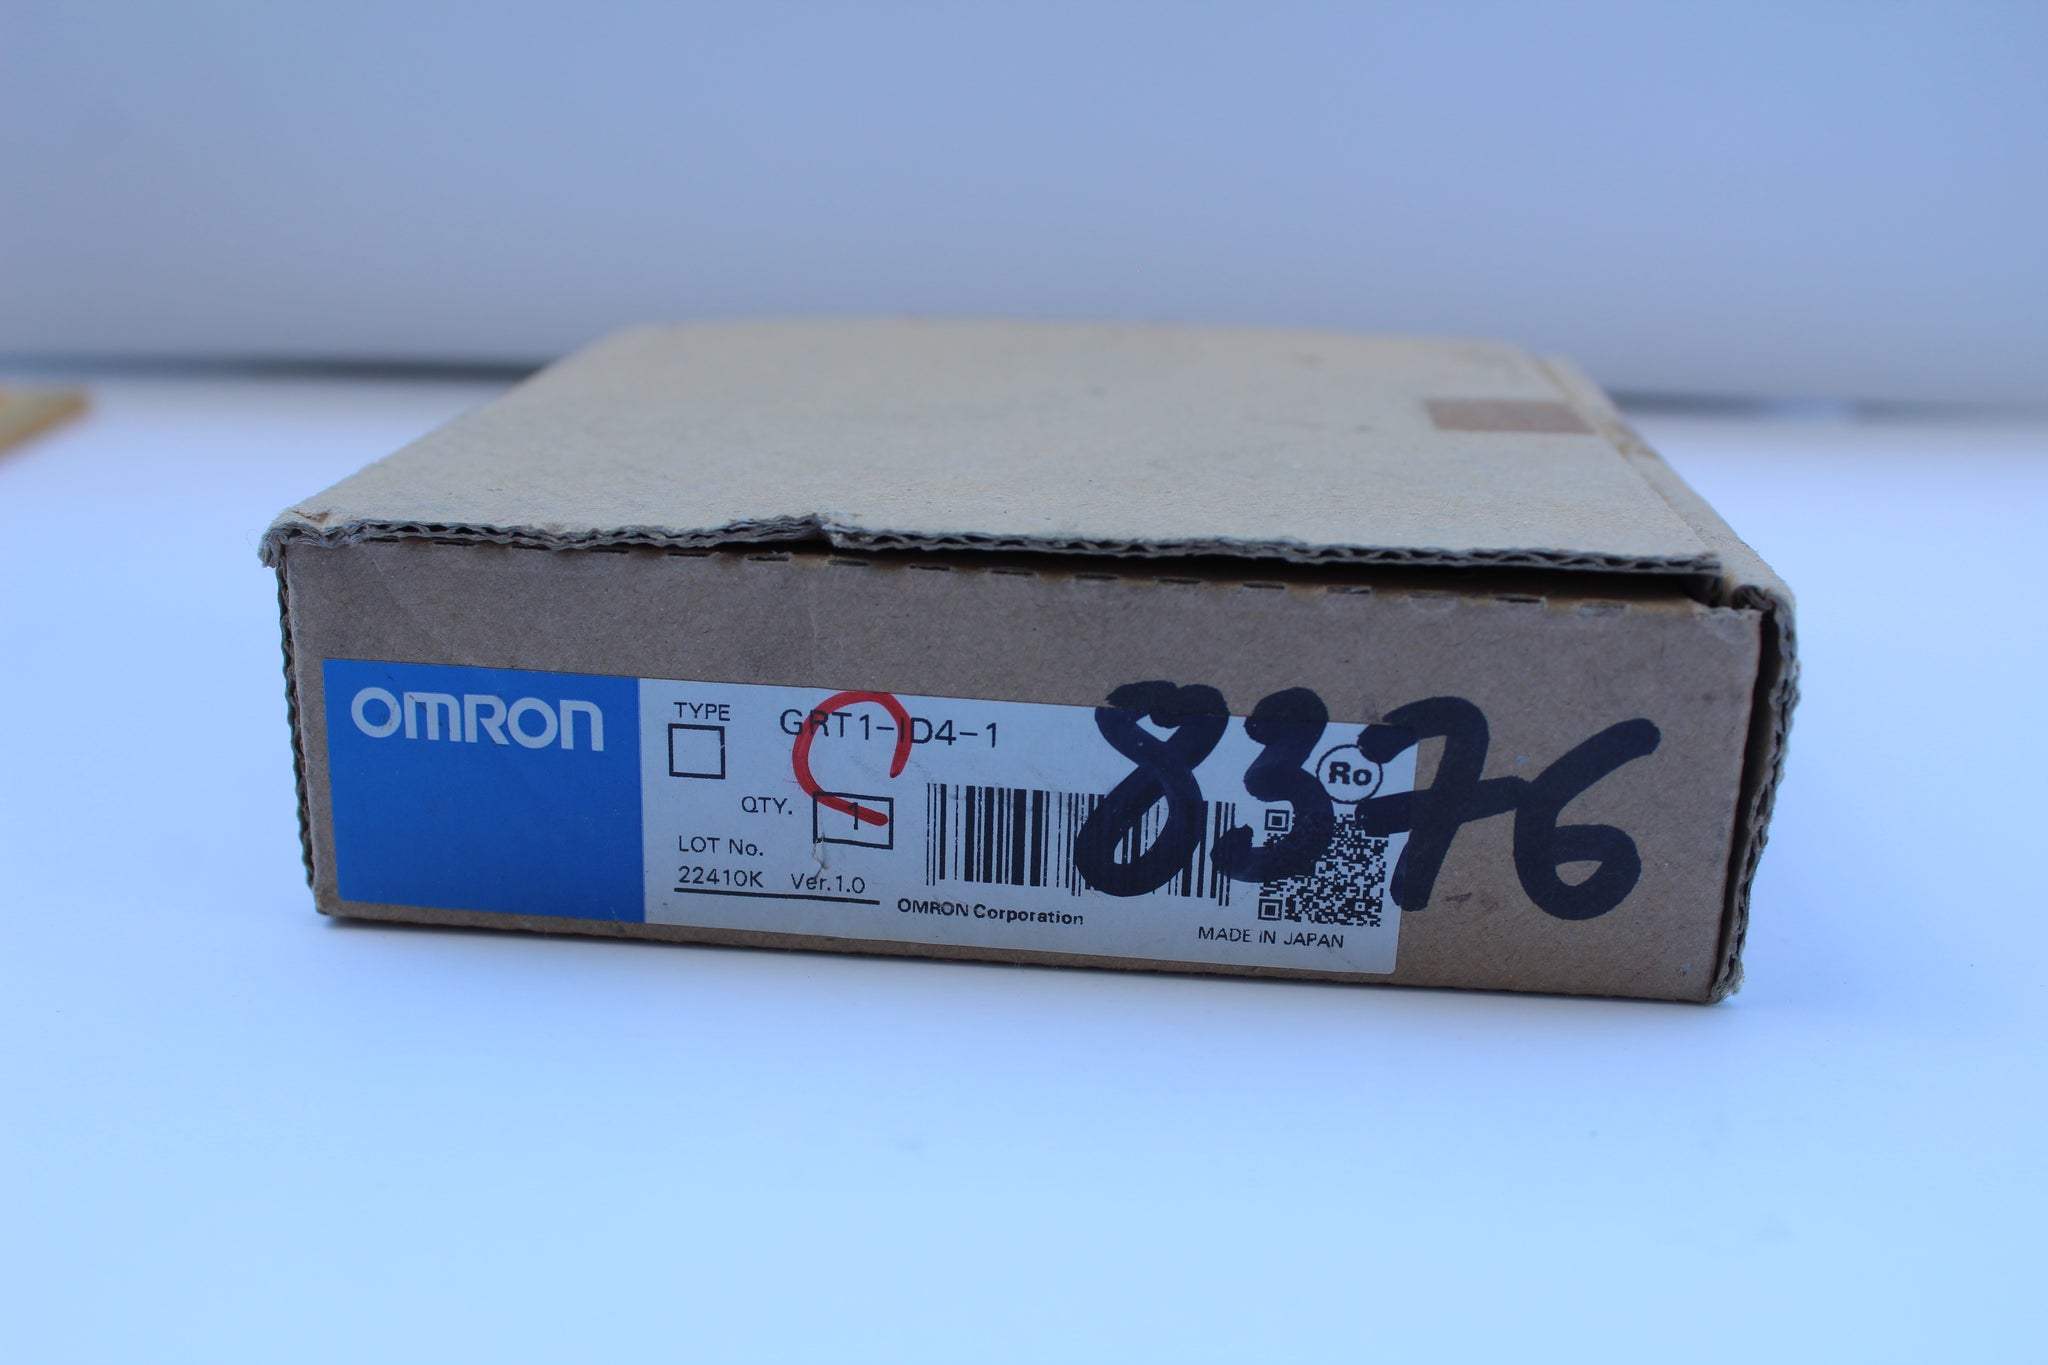 OMRON
TYPE GRT1-ID4-1
QTY. 1
LOT No.
22410K Ver.1.0
OMRON Corporation
Ro
MADE IN JAPAN
C
8376